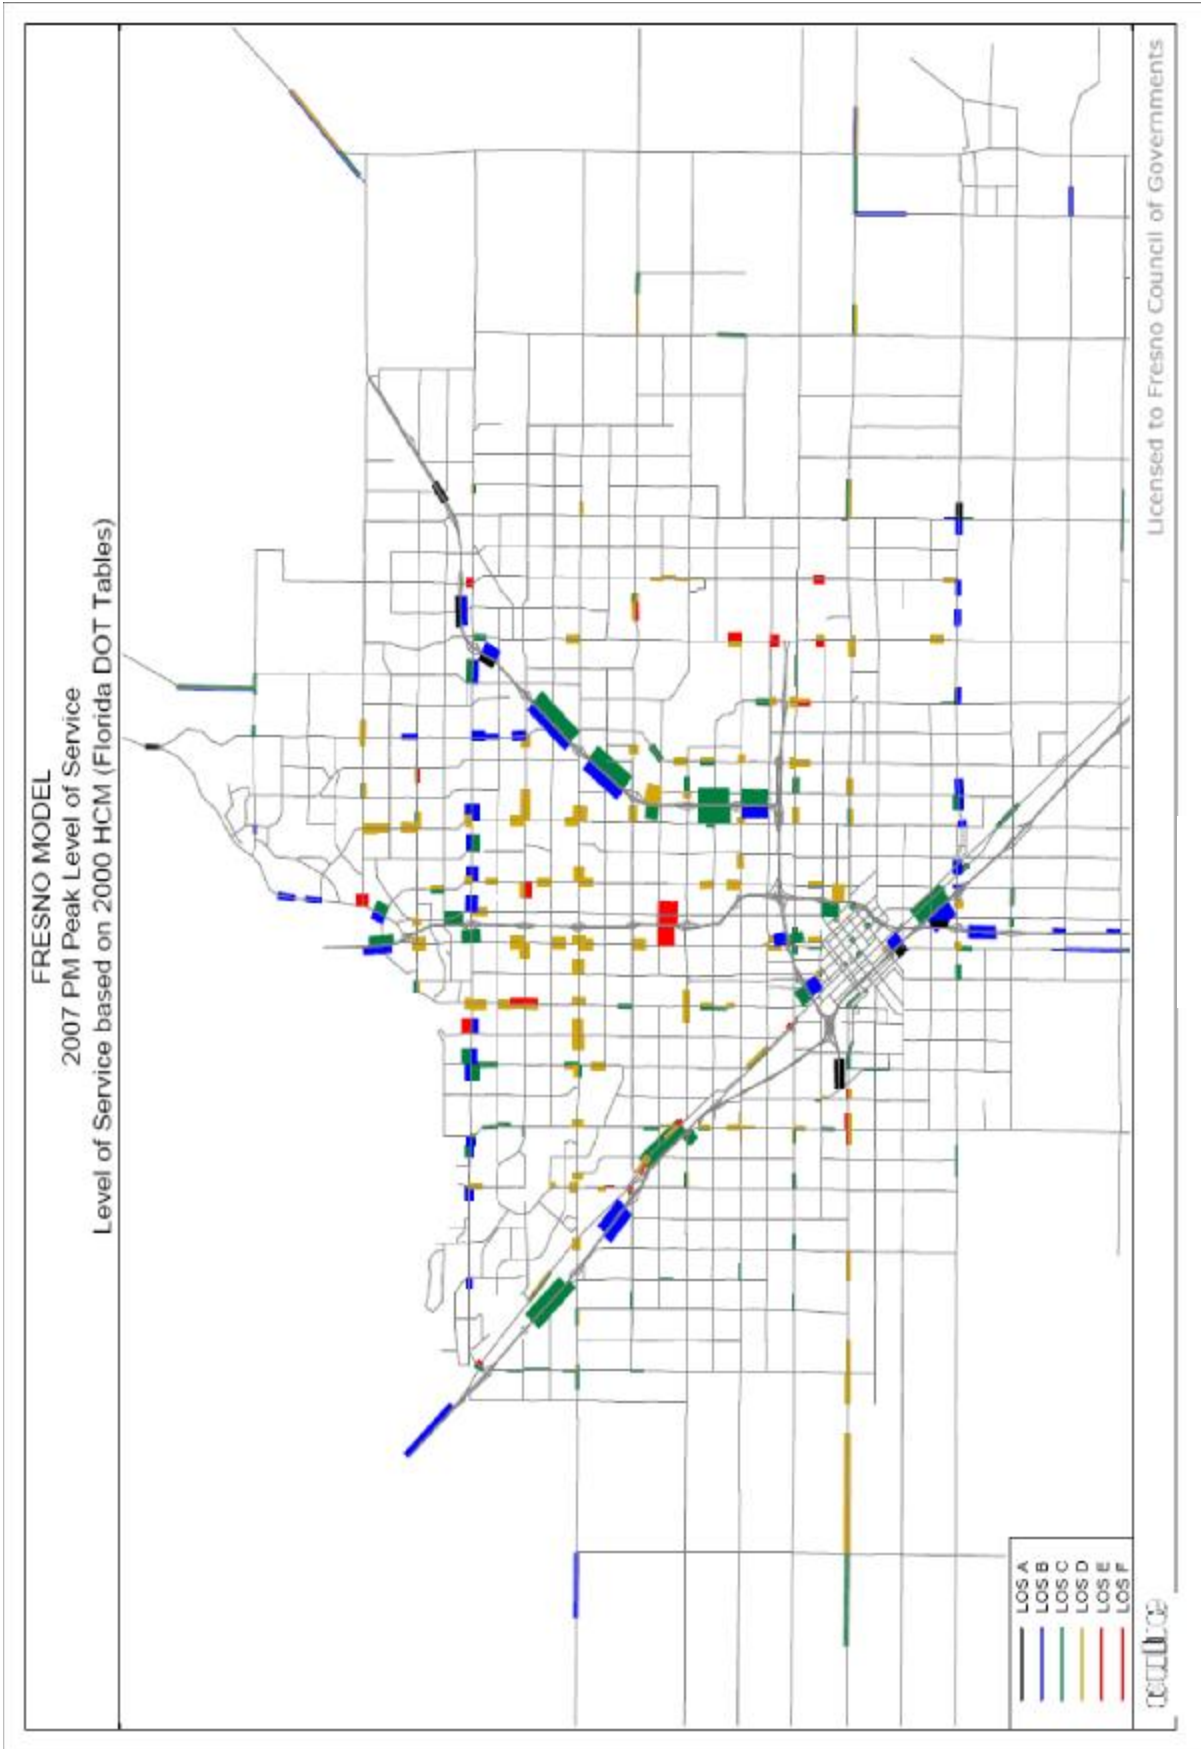 FRESNO MODEL
2007 PM Peak Level of Service
Level of Service based on 2000 HCM (Florida DOT Tables)
LOS A
LOS B
LOS C
LOS D
LOS E
LOS F
Licensed to Fresno Council of Governments